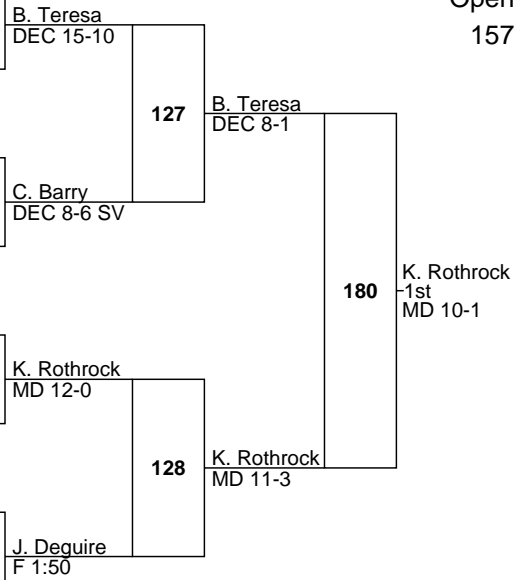 Open
157
B. Teresa
DEC 15-10
127
B. Teresa
DEC 8-1
C. Barry
DEC 8-6 SV
180
K. Rothrock
1st
MD 10-1
K. Rothrock
MD 12-0
128
K. Rothrock
MD 11-3
J. Deguire
F 1:50